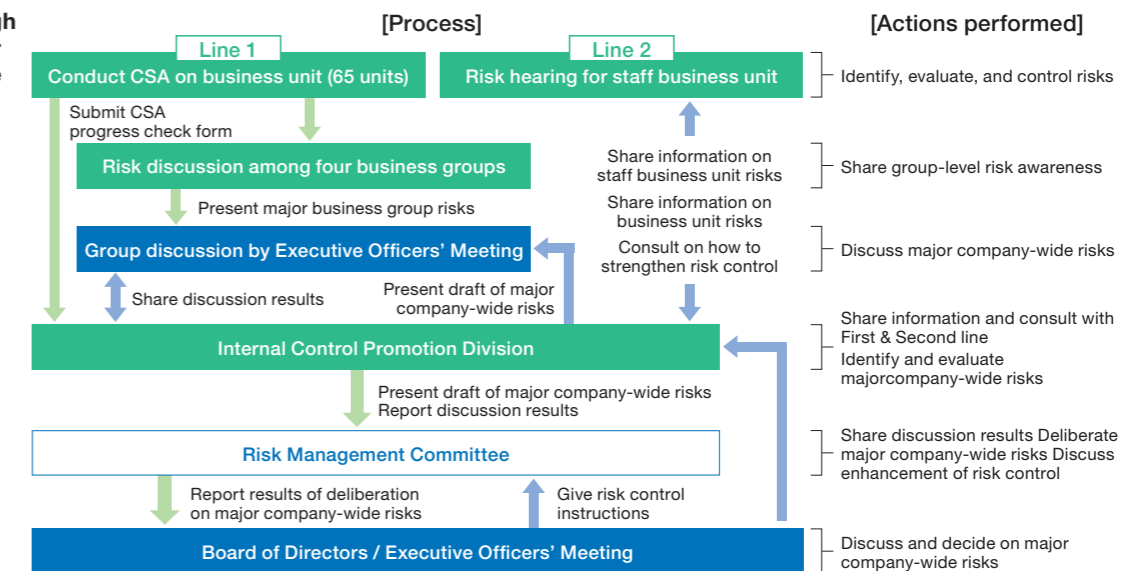 gh
[Process]
[Actions performed]
Line 1
Line 2
Conduct CSA on business unit (65 units)
Risk hearing for staff business unit
Identify, evaluate, and control risks
Submit CSA
progress check form
Risk discussion among four business groups
Share information on
staff business unit risks
Share group-level risk awareness
Present major business group risks
Share information on
business unit risks
Group discussion by Executive Officers’ Meeting
Consult on how to
strengthen risk control
Discuss major company-wide risks
Share discussion results
Present draft of major
company-wide risks
Internal Control Promotion Division
Share information and consult with
First & Second line
Identify and evaluate
majorcompany-wide risks
Present draft of major company-wide risks
Report discussion results
Risk Management Committee
Share discussion results Deliberate
major company-wide risks Discuss
enhancement of risk control
Report results of deliberation
on major company-wide risks
Give risk control
instructions
Board of Directors / Executive Officers’ Meeting
Discuss and decide on major
company-wide risks